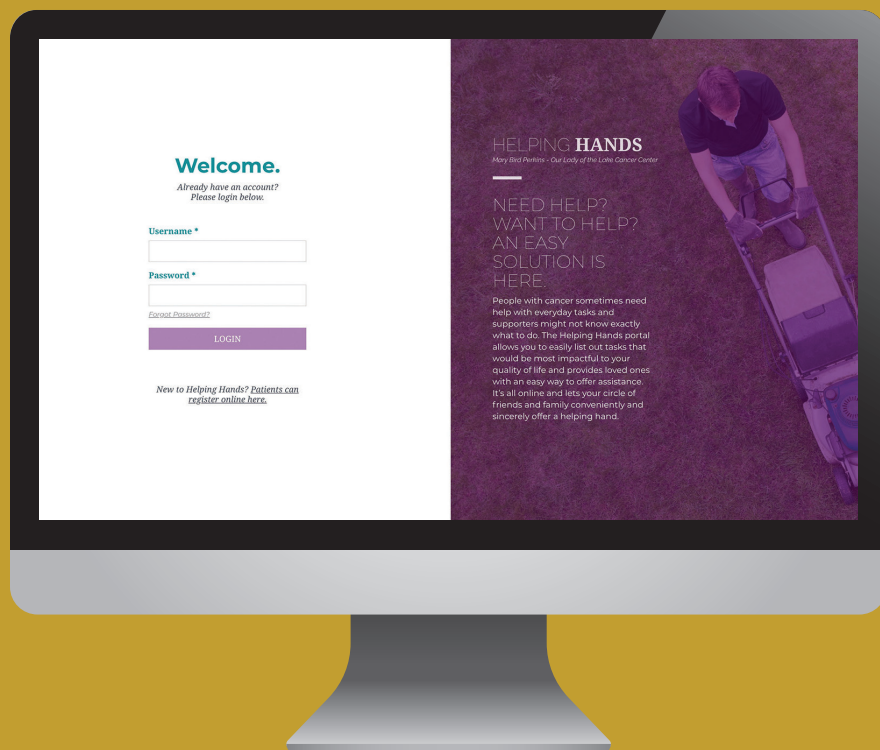 Welcome.
Already have an account?
Please login below.
Username *
Password *
Forgot Password?
LOGIN
New to Helping Hands? Patients can
register online here.
HELPING HANDS
Mary Bird Perkins - Our Lady of the Lake Cancer Center
NEED HELP?
WANT TO HELP?
AN EASY
SOLUTION IS
HERE.
People with cancer sometimes need
help with everyday tasks and
supporters might not know exactly
what to do. The Helping Hands portal
allows you to easily list out tasks that
would be most impactful to your
quality of life and provides loved ones
with an easy way to offer assistance.
It's all online and lets your circle of
friends and family conveniently and
sincerely offer a helping hand.